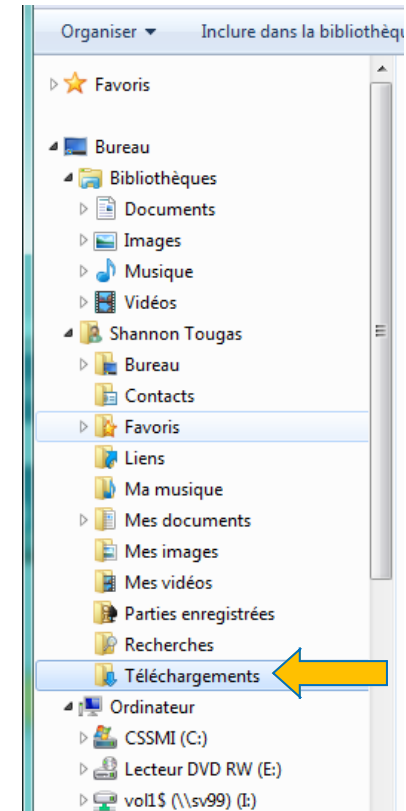 Organiser Inclure dans la bibliothèqu
Favoris
Bureau
Bibliothèques
Documents
Images
Musique
Vidéos
Shannon Tougas
Bureau
Contacts
Favoris
Liens
Ma musique
Mes documents
Mes images
Mes vidéos
Parties enregistrées
Recherches
Téléchargements
Ordinateur
CSSMI (C:)
Lecteur DVD RW (E:)
vol1$ (\\sv99) (I:)